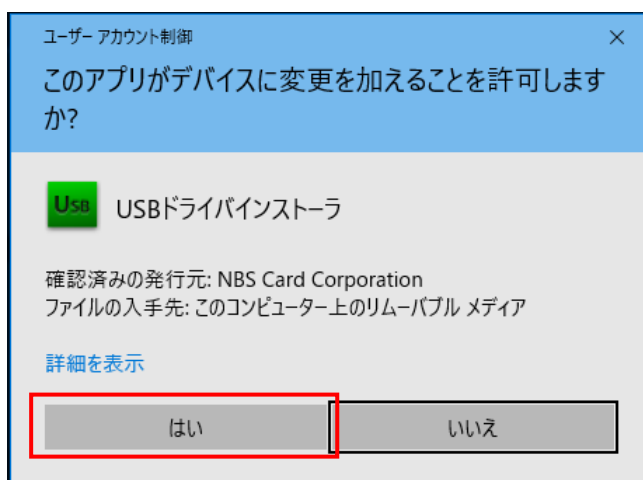 ユーザー アカウント制御
このアプリがデバイスに変更を加えることを許可します
か?
USB
USBドライバインストーラ
確認済みの発行元: NBS Card Corporation
ファイルの入手先: このコンピューター上のリムーバブル メディア
詳細を表示
はい
いいえ